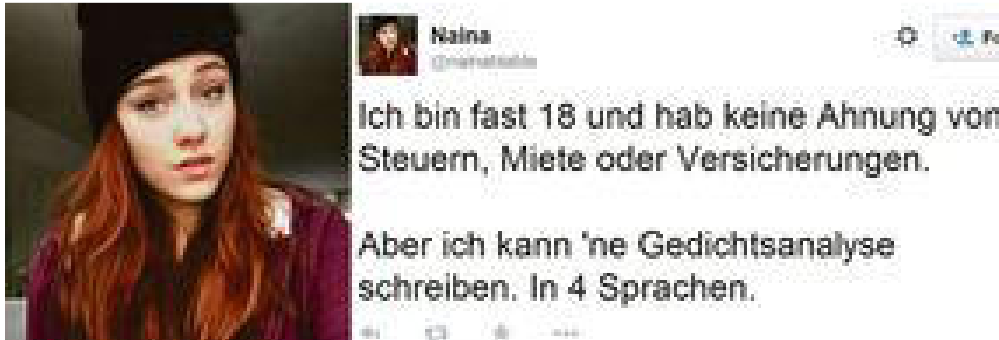 Naina
Ich bin fast 18 und hab keine Ahnung von
Steuern, Miete oder Versicherungen.
Aber ich kann 'ne Gedichtsanalyse
schreiben. In 4 Sprachen.